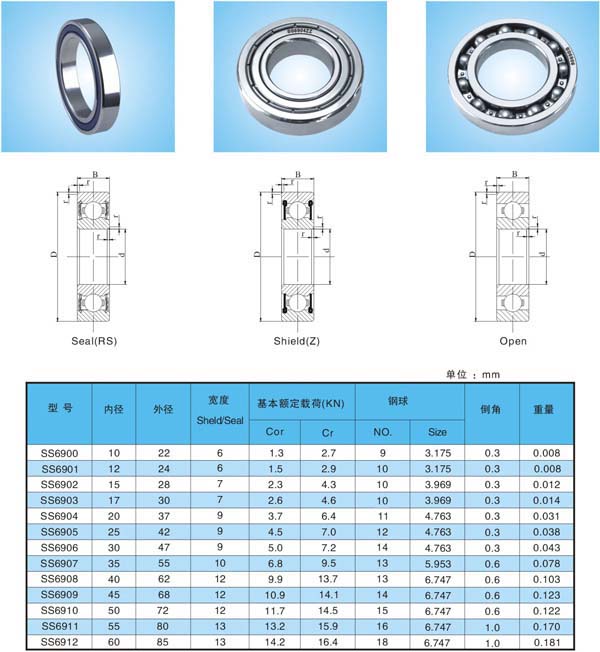 SS6904ZZ
B
r
r
r
r
D
d
Seal(RS)
B
r
r
r
r
D
d
Shield(Z)
B
r
r
r
r
D
d
Open
单位：mm
型号 内径 外径 宽度 Sheld/Seal 基本额定载荷(KN) 钢球 倒角 重量
Cor Cr NO. Size
SS6900 10 22 6 1.3 2.7 9 3.175 0.3 0.008
SS6901 12 24 6 1.5 2.9 10 3.175 0.3 0.008
SS6902 15 28 7 2.3 4.3 10 3.969 0.3 0.012
SS6903 17 30 7 2.6 4.6 10 3.969 0.3 0.014
SS6904 20 37 9 3.7 6.4 11 4.763 0.3 0.031
SS6905 25 42 9 4.5 7.0 12 4.763 0.3 0.038
SS6906 30 47 9 5.0 7.2 14 4.763 0.3 0.043
SS6907 35 55 10 6.8 9.5 13 5.953 0.6 0.078
SS6908 40 62 12 9.9 13.7 13 6.747 0.6 0.103
SS6909 45 68 12 10.9 14.1 14 6.747 0.6 0.123
SS6910 50 72 12 11.7 14.5 15 6.747 0.6 0.122
SS6911 55 80 13 13.2 15.9 16 6.747 1.0 0.170
SS6912 60 85 13 14.2 16.4 18 6.747 1.0 0.181